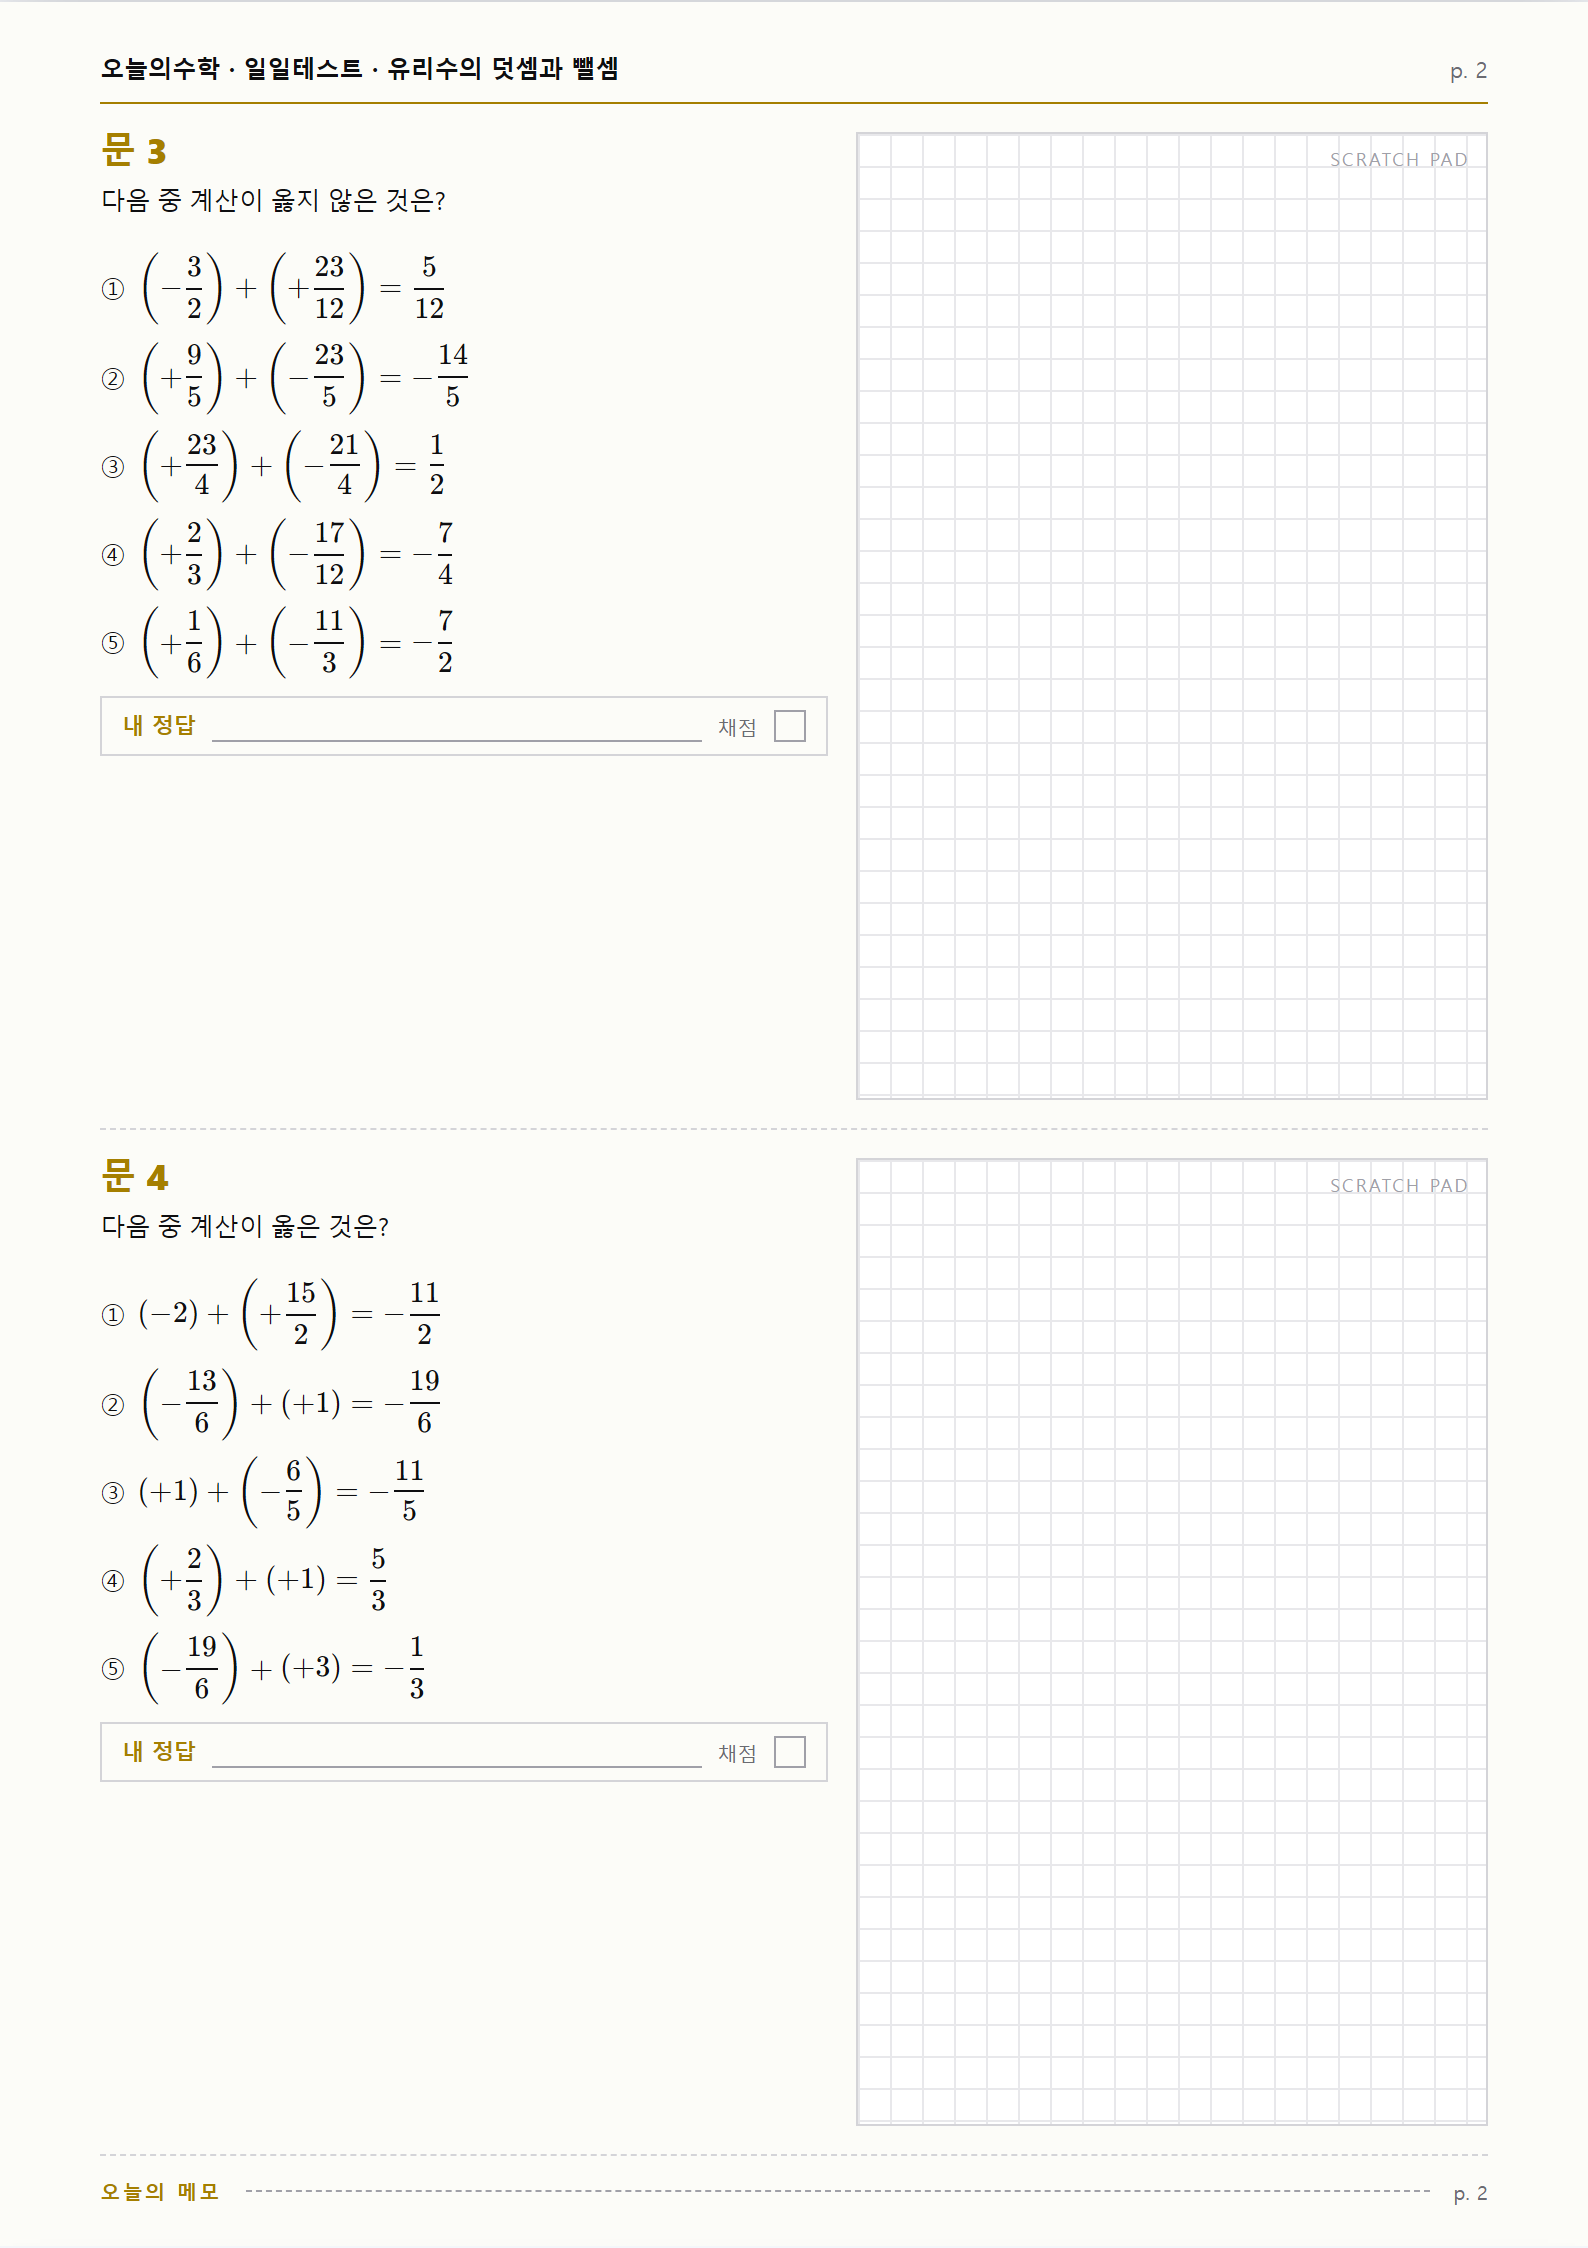 오늘의수학 · 일일테스트 · 유리수의 덧셈과 뺄셈 p. 2
문 3
다음 중 계산이 옳지 않은 것은?
① (−3/2) + (+23/12) = 5/12
② (+9/5) + (−23/5) = −14/5
③ (+23/4) + (−21/4) = 1/2
④ (+2/3) + (−17/12) = −7/4
⑤ (+1/6) + (−11/3) = −7/2
내 정답 채점
SCRATCH PAD
문 4
다음 중 계산이 옳은 것은?
① (−2) + (+15/2) = −11/2
② (−13/6) + (+1) = −19/6
③ (+1) + (−6/5) = −11/5
④ (+2/3) + (+1) = 5/3
⑤ (−19/6) + (+3) = −1/3
내 정답 채점
SCRATCH PAD
오늘의 메모 p. 2